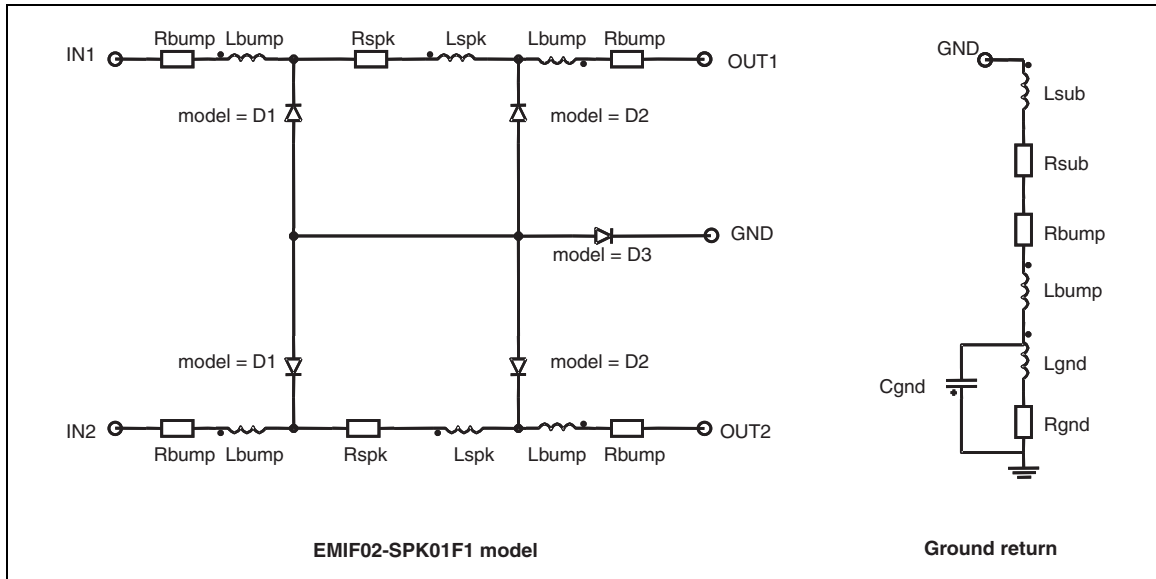 Rbump Lbump Rspk Lspk Lbump Rbump
IN1 OUT1
model = D1 model = D2
GND
model = D3
model = D1 model = D2
IN2 OUT2
Rbump Lbump Rspk Lspk Lbump Rbump
EMIF02-SPK01F1 model
GND
Lsub
Rsub
Rbump
Lbump
Cgnd
Lgnd
Rgnd
Ground return